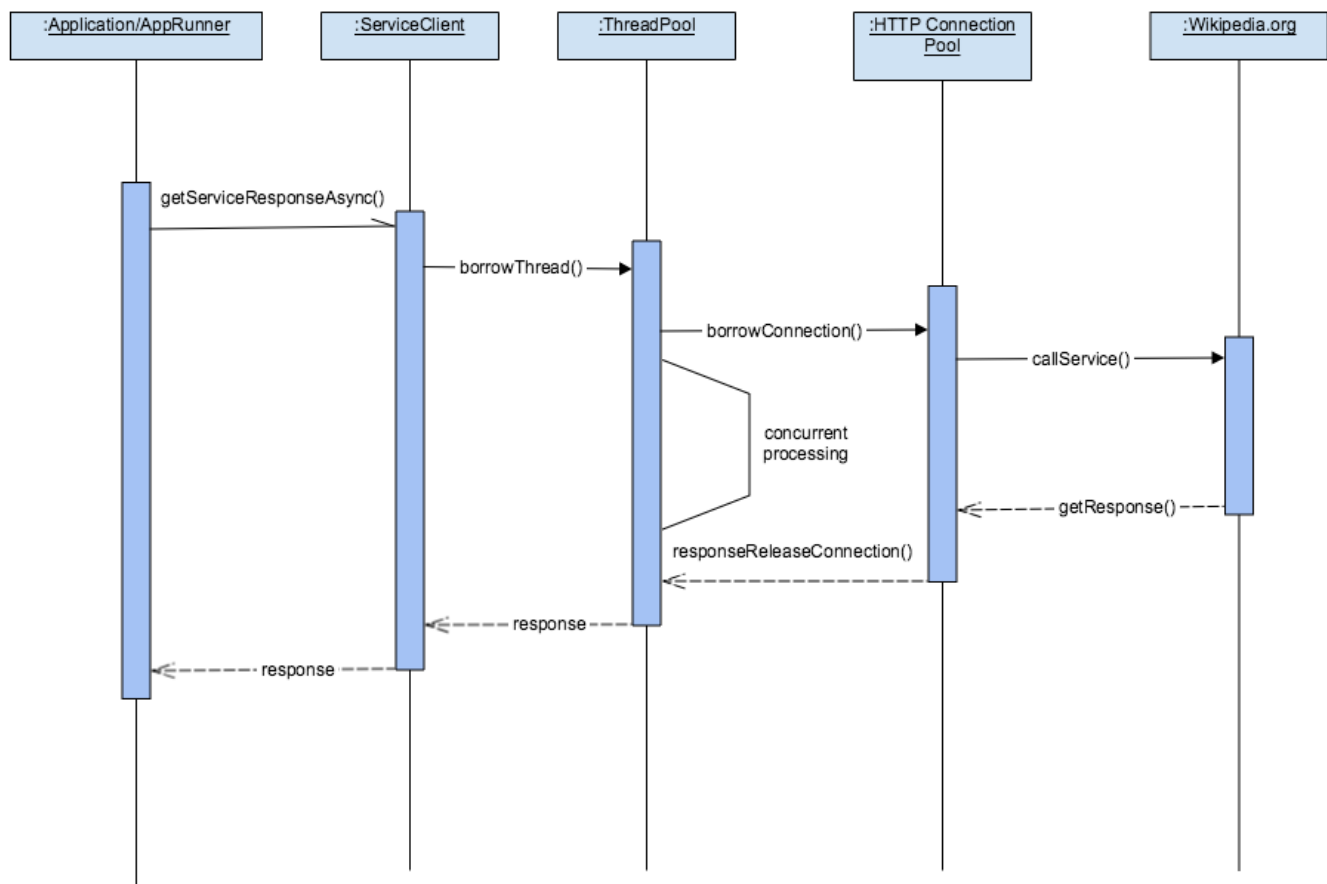 :Application/AppRunner
:ServiceClient
:ThreadPool
:HTTP Connection
Pool
:Wikipedia.org
getServiceResponseAsync()
borrowThread()
borrowConnection()
callService()
concurrent
processing
getResponse()
responseReleaseConnection()
response
response